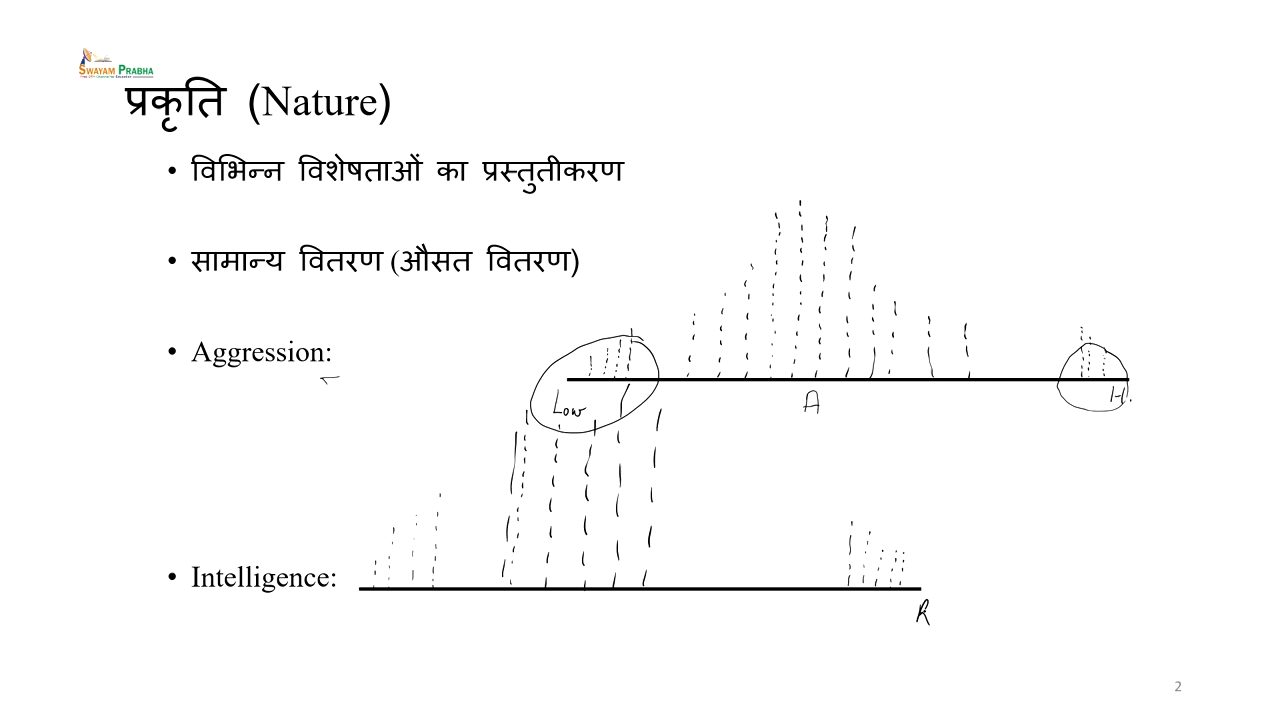 SWAYAM PRABHA
प्रकृति (Nature)
• विभिन्न विशेषताओं का प्रस्तुतीकरण
• सामान्य वितरण (औसत वितरण)
• Aggression:
Low A H.
• Intelligence:
R
2